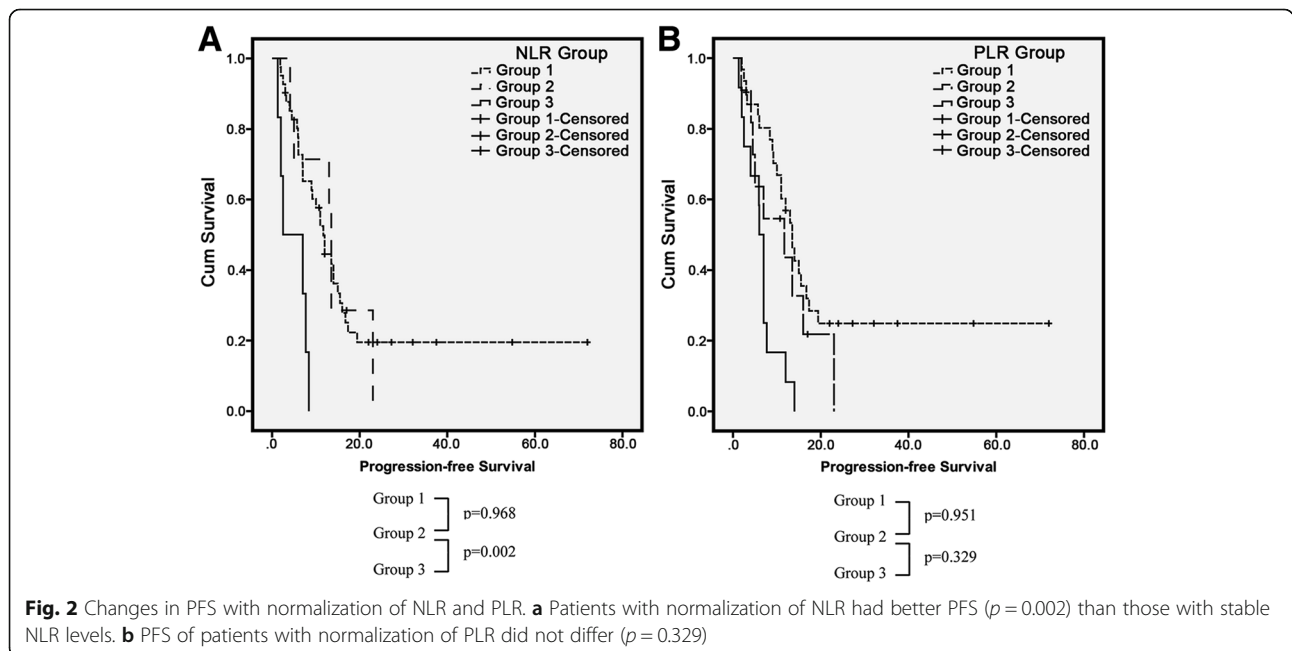 A
NLR Group
Group 1
Group 2
Group 3
Group 1-Censored
Group 2-Censored
Group 3-Censored
1.0
0.8
0.6
0.4
0.2
0.0
Cum Survival
.0 20.0 40.0 60.0 80.0
Progression-free Survival
Group 1
p=0.968
Group 2
p=0.002
Group 3
B
PLR Group
Group 1
Group 2
Group 3
Group 1-Censored
Group 2-Censored
Group 3-Censored
1.0
0.8
0.6
0.4
0.2
0.0
Cum Survival
.0 20.0 40.0 60.0 80.0
Progression-free Survival
Group 1
p=0.951
Group 2
p=0.329
Group 3
Fig. 2 Changes in PFS with normalization of NLR and PLR. a Patients with normalization of NLR had better PFS (p = 0.002) than those with stable
NLR levels. b PFS of patients with normalization of PLR did not differ (p = 0.329)